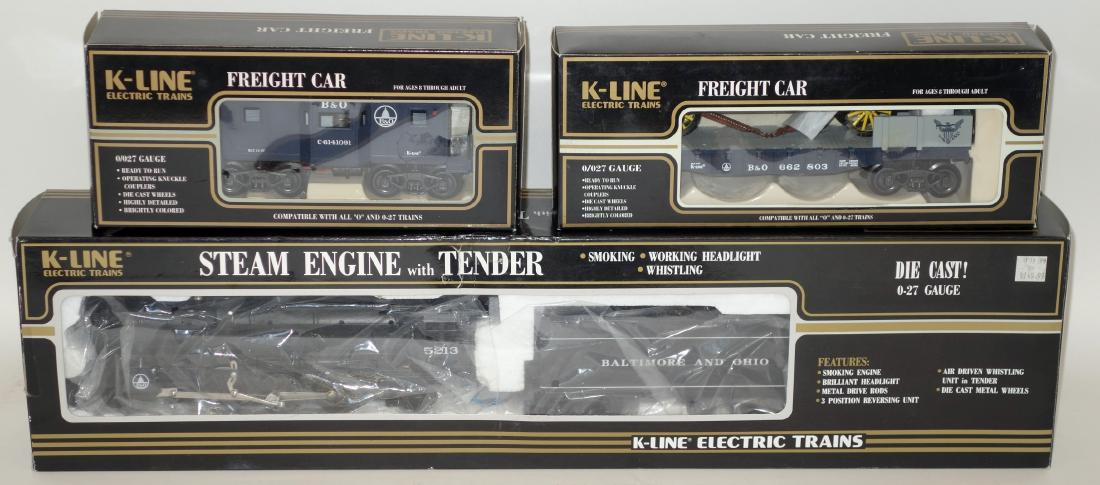 K-LINE
FREIGHT CAR
K-LINE®
ELECTRIC TRAINS
FREIGHT CAR
FOR AGES 8 THROUGH ADULT
B&O
B&O
C-6141091
K-LINE
0/027 GAUGE
• READY TO RUN
• OPERATING KNUCKLE
COUPLERS
• DIE CAST WHEELS
• HIGHLY DETAILED
• BRIGHTLY COLORED
COMPATIBLE WITH ALL "O" AND 0-27 TRAINS
FREIGHT CAR
K-LINE
K-LINE®
ELECTRIC TRAINS
FREIGHT CAR
FOR AGES 8 THROUGH ADULT
K-LINE
B&O 662 803
0/027 GAUGE
• READY TO RUN
• OPERATING KNUCKLE
COUPLERS
• DIE CAST WHEELS
• HIGHLY DETAILED
• BRIGHTLY COLORED
COMPATIBLE WITH ALL "O" AND 0-27 TRAINS
K-LINE®
ELECTRIC TRAINS
STEAM ENGINE with TENDER
• SMOKING • WORKING HEADLIGHT
• WHISTLING
DIE CAST!
0-27 GAUGE
5213
BALTIMORE AND OHIO
FEATURES:
• SMOKING ENGINE
• BRILLIANT HEADLIGHT
• METAL DRIVE RODS
• 3 POSITION REVERSING UNIT
• AIR DRIVEN WHISTLING
UNIT in TENDER
• DIE CAST METAL WHEELS
K-LINE® ELECTRIC TRAINS